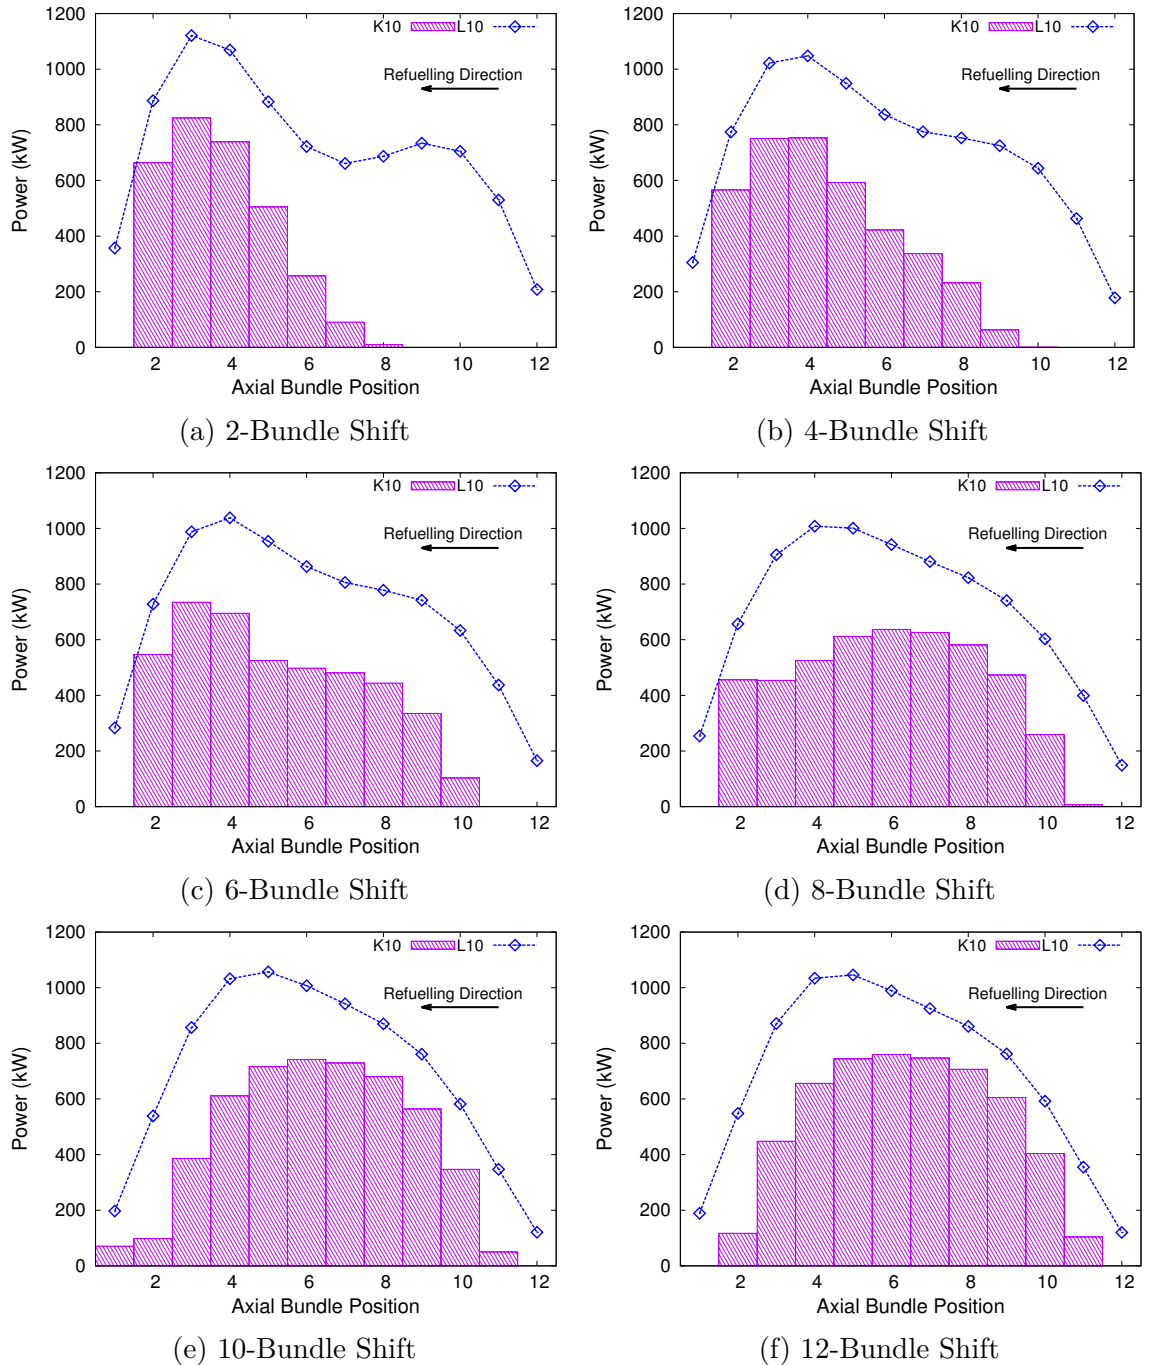 1200
1000
800
600
400
200
0
Power (kW)
K10 L10
Refuelling Direction
2 4 6 8 10 12
Axial Bundle Position
(a) 2-Bundle Shift
1200
1000
800
600
400
200
0
Power (kW)
K10 L10
Refuelling Direction
2 4 6 8 10 12
Axial Bundle Position
(b) 4-Bundle Shift
1200
1000
800
600
400
200
0
Power (kW)
K10 L10
Refuelling Direction
2 4 6 8 10 12
Axial Bundle Position
(c) 6-Bundle Shift
1200
1000
800
600
400
200
0
Power (kW)
K10 L10
Refuelling Direction
2 4 6 8 10 12
Axial Bundle Position
(d) 8-Bundle Shift
1200
1000
800
600
400
200
0
Power (kW)
K10 L10
Refuelling Direction
2 4 6 8 10 12
Axial Bundle Position
(e) 10-Bundle Shift
1200
1000
800
600
400
200
0
Power (kW)
K10 L10
Refuelling Direction
2 4 6 8 10 12
Axial Bundle Position
(f) 12-Bundle Shift